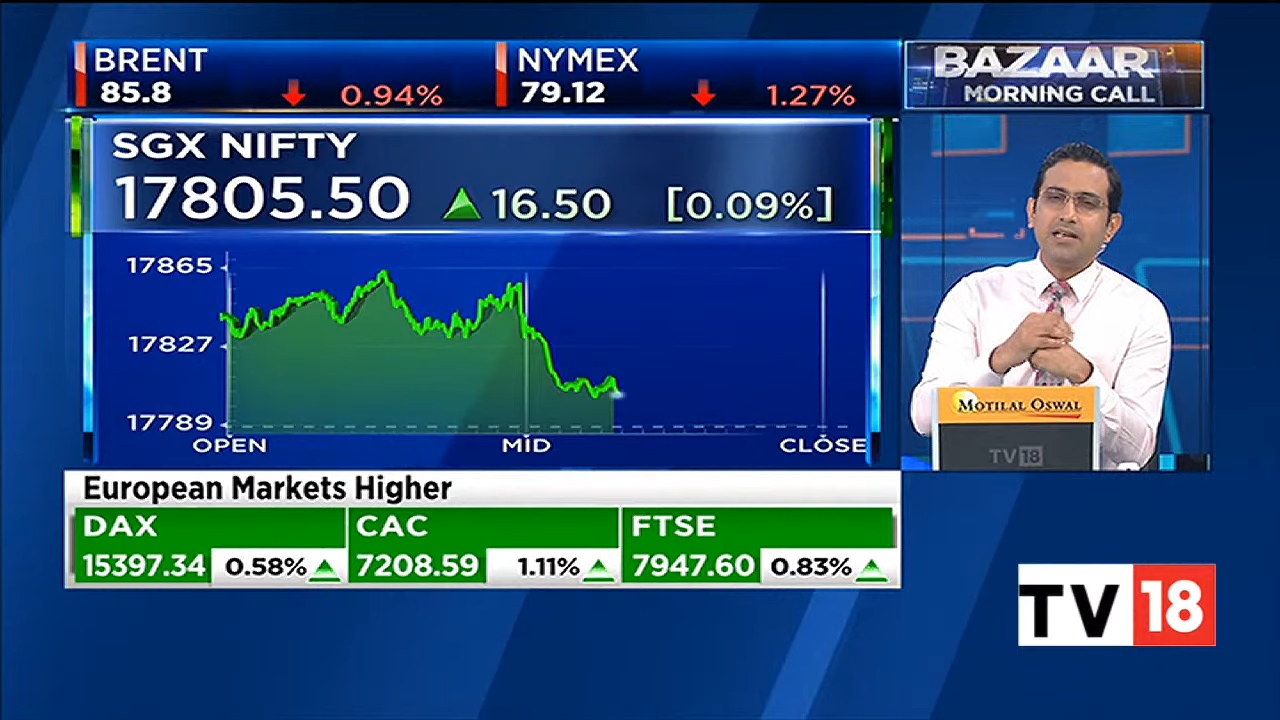 BRENT
85.8 0.94%
NYMEX
79.12 1.27%
BAZAAR
MORNING CALL
SGX NIFTY
17805.50 16.50 [0.09%]
17865
17827
17789
OPEN MID CLOSE
MOTILAL OSWAL
TV18
European Markets Higher
DAX
15397.34 0.58%
CAC
7208.59 1.11%
FTSE
7947.60 0.83%
TV18